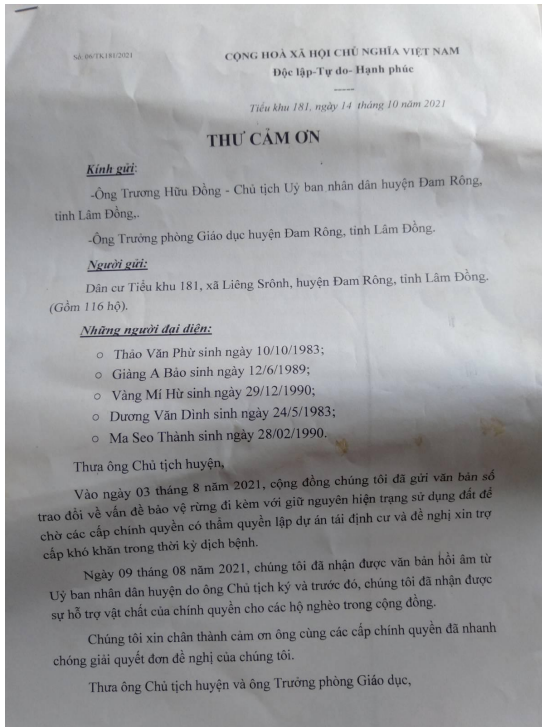 Số: 06/TK181/2021
CỘNG HOÀ XÃ HỘI CHỦ NGHĨA VIỆT NAM
Độc lập-Tự do- Hạnh phúc
-----
Tiểu khu 181, ngày 14 tháng 10 năm 2021
THƯ CẢM ƠN
Kính gửi:
-Ông Trương Hữu Đồng - Chủ tịch Uỷ ban nhân dân huyện Đam Rông,
tỉnh Lâm Đồng,.
-Ông Trưởng phòng Giáo dục huyện Đam Rông, tỉnh Lâm Đồng.
Người gửi:
Dân cư Tiểu khu 181, xã Liêng Srônh, huyện Đam Rông, tỉnh Lâm Đồng.
(Gồm 116 hộ).
Những người đại diện:
○ Thào Văn Phừ sinh ngày 10/10/1983;
○ Giàng A Báo sinh ngày 12/6/1989;
○ Vàng Mí Hừ sinh ngày 29/12/1990;
○ Dương Văn Dình sinh ngày 24/5/1983;
○ Ma Seo Thành sinh ngày 28/02/1990.
Thưa ông Chủ tịch huyện,
Vào ngày 03 tháng 8 năm 2021, cộng đồng chúng tôi đã gửi văn bản số
trao đổi về vấn đề bảo vệ rừng đi kèm với giữ nguyên hiện trạng sử dụng đất để
chờ các cấp chính quyền có thẩm quyền lập dự án tái định cư và đề nghị xin trợ
cấp khó khăn trong thời kỳ dịch bệnh.
Ngày 09 tháng 08 năm 2021, chúng tôi đã nhận được văn bản hồi âm từ
Uỷ ban nhân dân huyện do ông Chủ tịch ký và trước đó, chúng tôi đã nhận được
sự hỗ trợ vật chất của chính quyền cho các hộ nghèo trong cộng đồng.
Chúng tôi xin chân thành cảm ơn ông cùng các cấp chính quyền đã nhanh
chóng giải quyết đơn đề nghị của chúng tôi.
Thưa ông Chủ tịch huyện và ông Trưởng phòng Giáo dục,